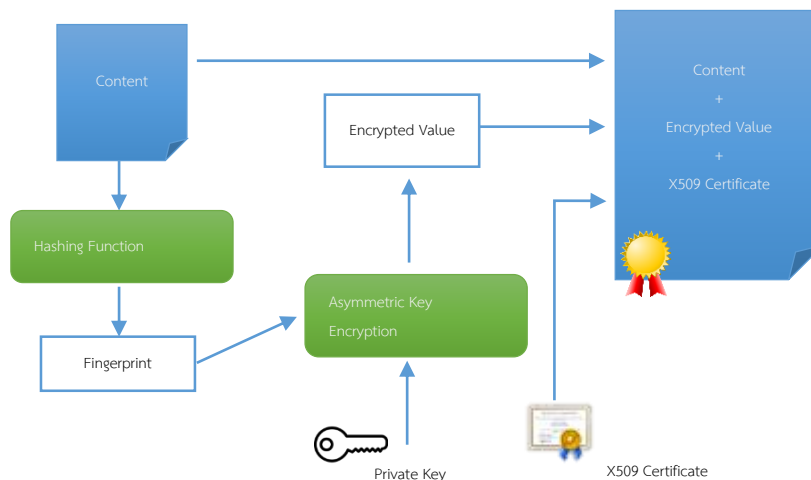 Content
Content
+
Encrypted Value
+
X509 Certificate
Encrypted Value
Hashing Function
Asymmetric Key
Encryption
Fingerprint
Private Key
X509 Certificate